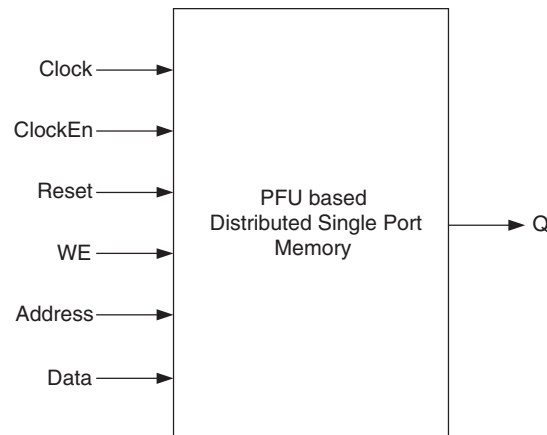 Clock
ClockEn
Reset
WE
Address
Data
PFU based
Distributed Single Port
Memory
Q